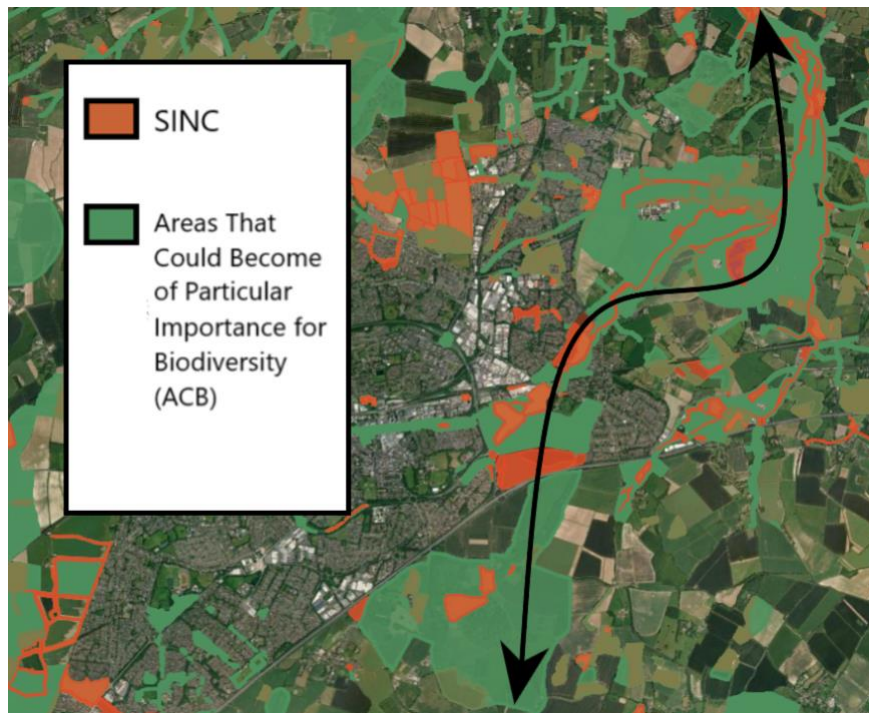 SINC
Areas That
Could Become
of Particular
Importance for
Biodiversity
(ACB)